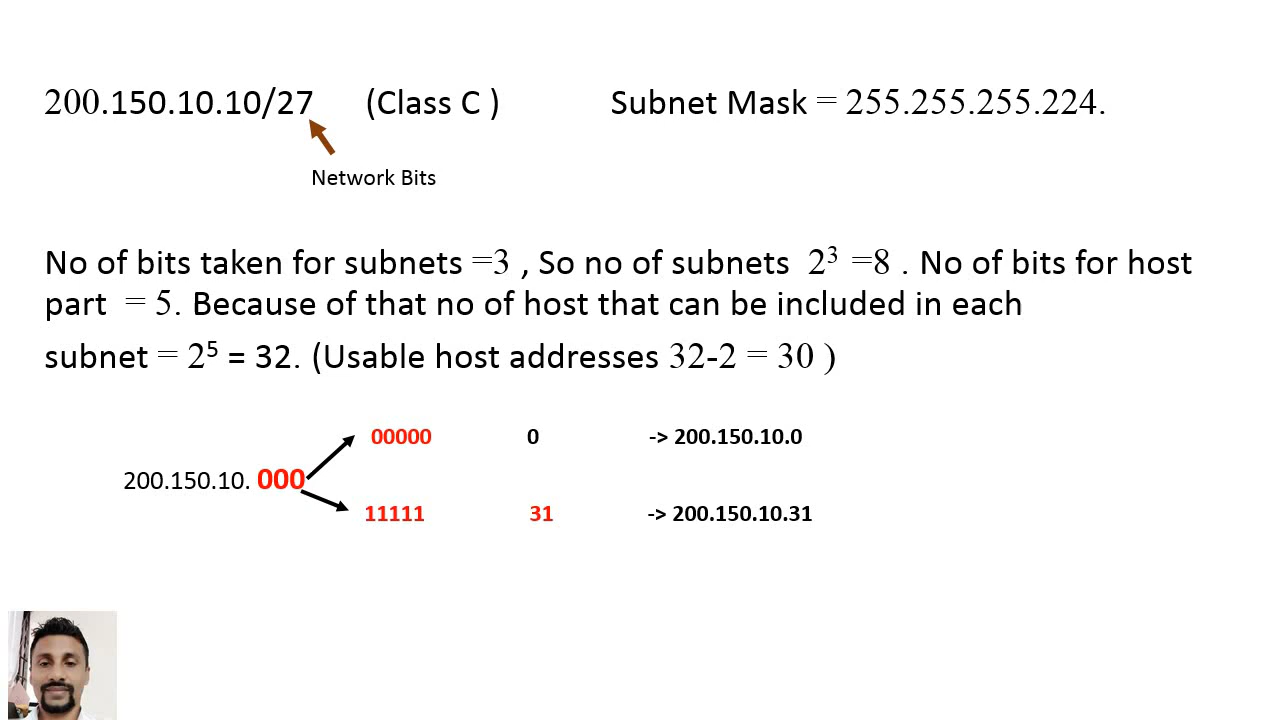 200.150.10.10/27 (Class C ) Subnet Mask = 255.255.255.224.
Network Bits
No of bits taken for subnets =3 , So no of subnets 2³ =8 . No of bits for host
part = 5. Because of that no of host that can be included in each
subnet = 2⁵ = 32. (Usable host addresses 32-2 = 30 )
00000 0 -> 200.150.10.0
200.150.10. 000
11111 31 -> 200.150.10.31